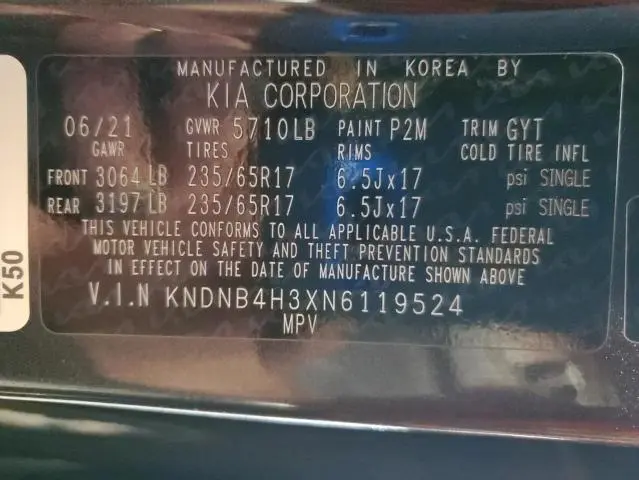 MANUFACTURED IN KOREA BY
KIA CORPORATION
06/21 GVWR 5710LB PAINT P2M TRIM GYT
GAWR TIRES RIMS COLD TIRE INFL
FRONT 3064 LB 235/65R17 6.5Jx17 psi SINGLE
REAR 3197 LB 235/65R17 6.5Jx17 psi SINGLE
THIS VEHICLE CONFORMS TO ALL APPLICABLE U.S.A. FEDERAL
MOTOR VEHICLE SAFETY AND THEFT PREVENTION STANDARDS
IN EFFECT ON THE DATE OF MANUFACTURE SHOWN ABOVE
V.I.N KNDNB4H3XN6119524
MPV
K50